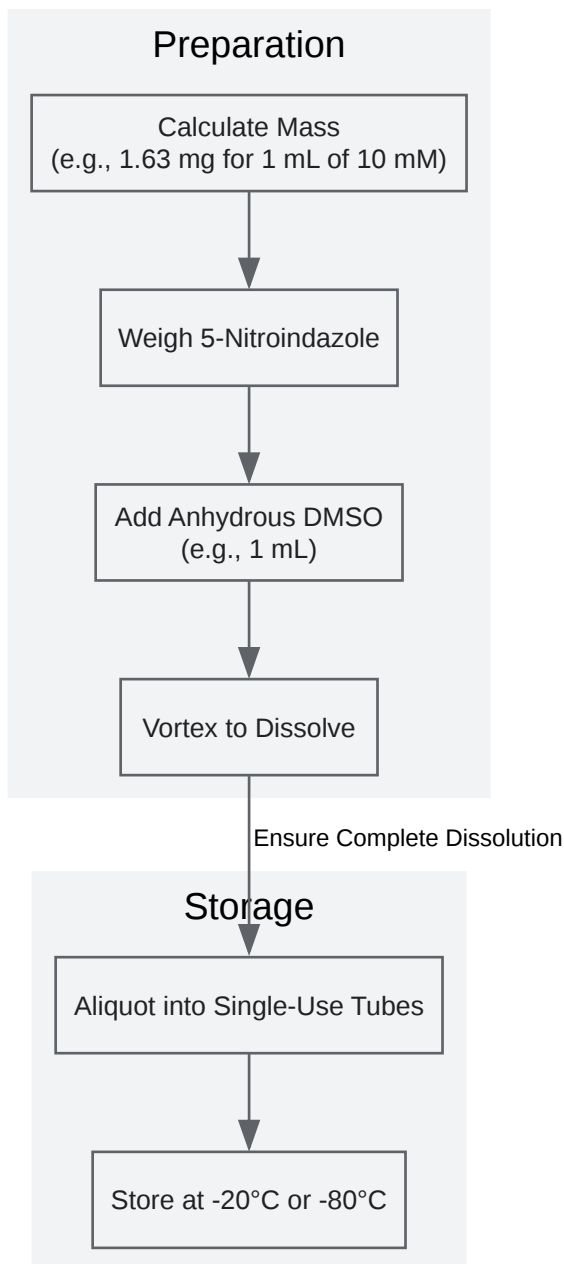 Preparation
Calculate Mass
(e.g., 1.63 mg for 1 mL of 10 mM)
Weigh 5-Nitroindazole
Add Anhydrous DMSO
(e.g., 1 mL)
Vortex to Dissolve
Ensure Complete Dissolution
Storage
Aliquot into Single-Use Tubes
Store at -20°C or -80°C